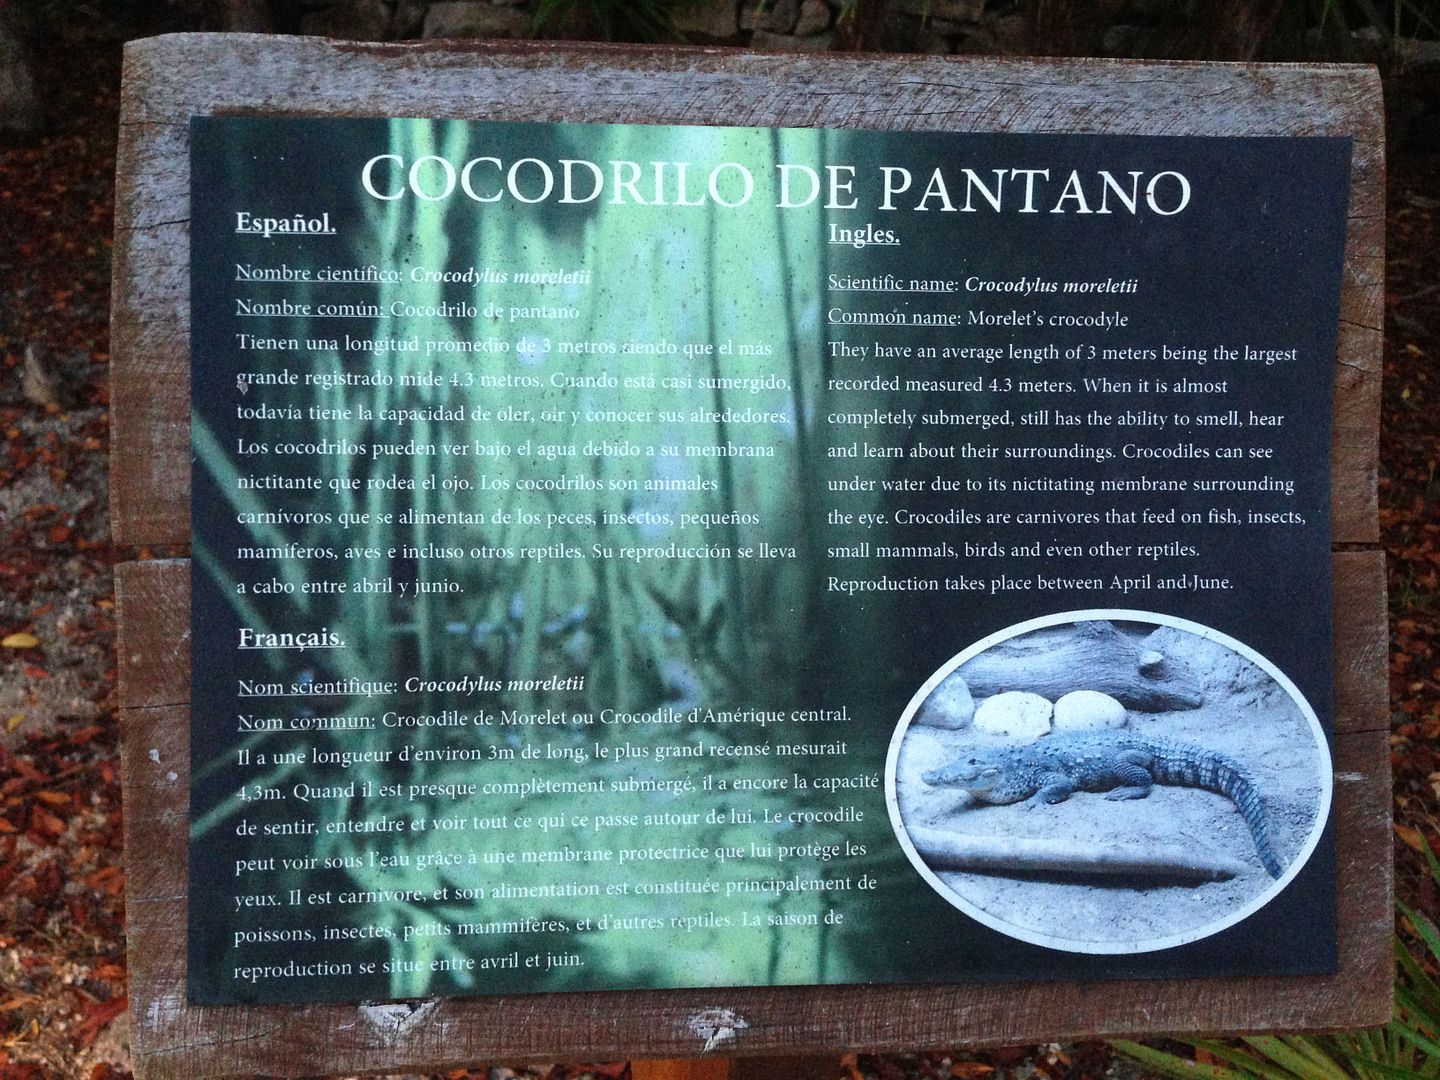 COCODRILO DE PANTANO
Español.
Nombre científico: Crocodylus moreletii
Nombre común: Cocodrilo de pantano
Tienen una longitud promedio de 3 metros siendo que el más
grande registrado mide 4.3 metros. Cuando está casi sumergido,
todavía tiene la capacidad de oler, oir y conocer sus alrededores.
Los cocodrilos pueden ver bajo el agua debido a su membrana
nictitante que rodea el ojo. Los cocodrilos son animales
carnívoros que se alimentan de los peces, insectos, pequeños
mamíferos, aves e incluso otros reptiles. Su reproducción se lleva
a cabo entre abril y junio.
Ingles.
Scientific name: Crocodylus moreletii
Common name: Morelet's crocodyle
They have an average length of 3 meters being the largest
recorded measured 4.3 meters. When it is almost
completely submerged, still has the ability to smell, hear
and learn about their surroundings. Crocodiles can see
under water due to its nictitating membrane surrounding
the eye. Crocodiles are carnivores that feed on fish, insects,
small mammals, birds and even other reptiles.
Reproduction takes place between April and June.
Français.
Nom scientifique: Crocodylus moreletii
Nom commun: Crocodile de Morelet ou Crocodile d'Amérique central.
Il a une longueur d'environ 3m de long, le plus grand recensé mesurait
4,3m. Quand il est presque complètement submergé, il a encore la capacité
de sentir, entendre et voir tout ce qui ce passe autour de lui. Le crocodile
peut voir sous l'eau grâce à une membrane protectrice que lui protège les
yeux. Il est carnivore, et son alimentation est constituée principalement de
poissons, insectes, petits mammifères, et d'autres reptiles. La saison de
reproduction se situe entre avril et juin.